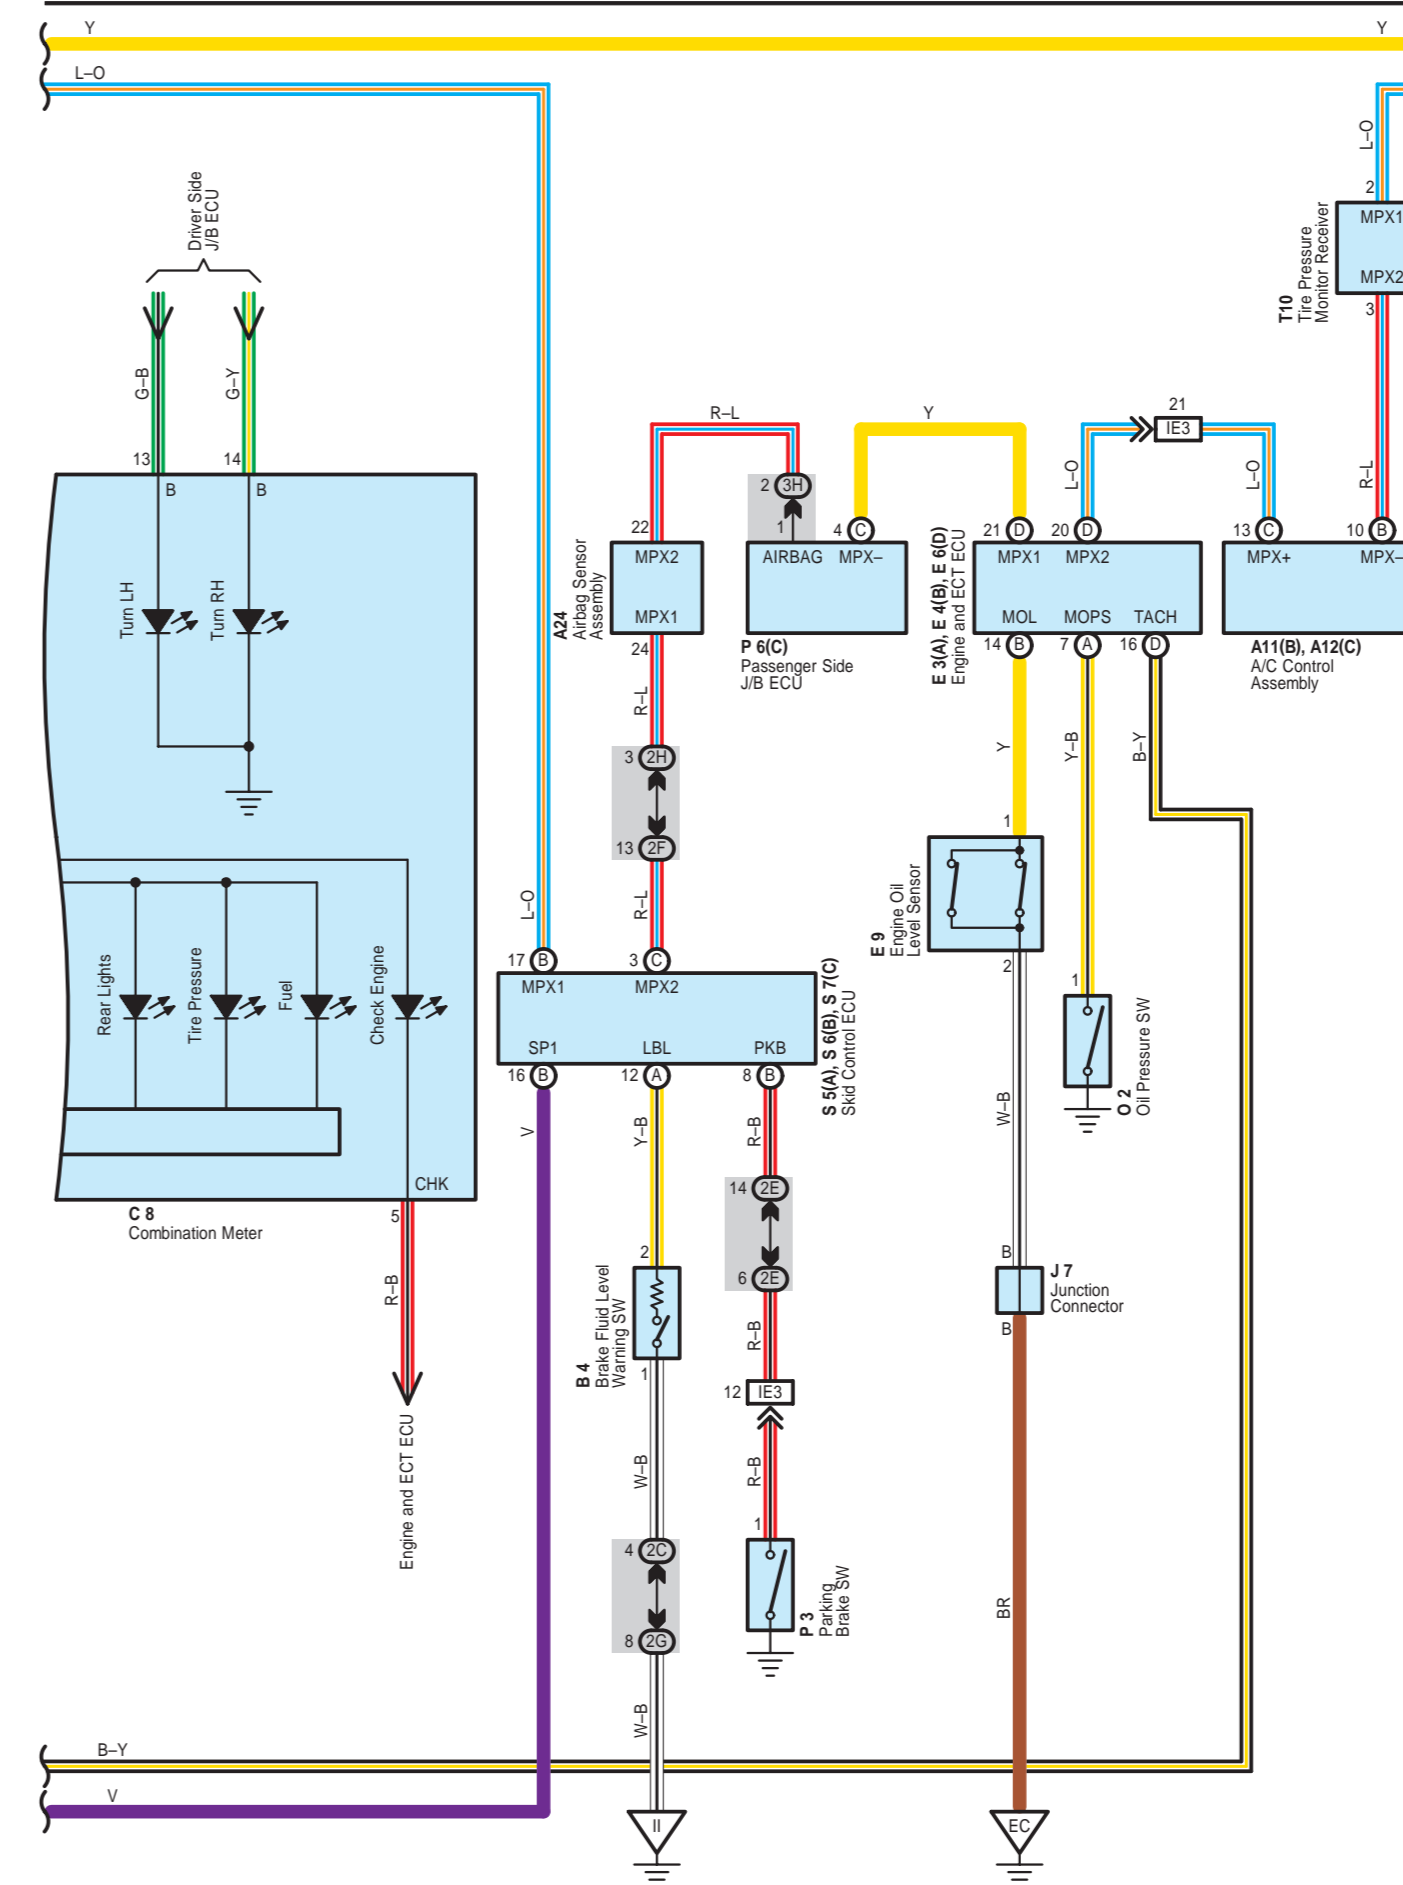 Y
Y
L–O
Driver Side
J/B ECU
L–O
2
MPX1
MPX2
T10
Tire Pressure
Monitor Receiver
3
G–B
G–Y
13
14
B
B
Turn LH
Turn RH
R–L
Y
21
IE3
L–O
L–O
R–L
2
3H
1
4
C
21
D
20
D
13
C
10
B
22
MPX2
MPX1
24
A24
Airbag Sensor
Assembly
AIRBAG
MPX–
P 6(C)
Passenger Side
J/B ECU
MPX1
MPX2
MOL
MOPS
TACH
E 3(A), E 4(B), E 6(D)
Engine and ECT ECU
14
B
7
A
16
D
MPX+
MPX–
A11(B), A12(C)
A/C Control
Assembly
R–L
3
2H
13
2F
R–L
L–O
Y
Y–B
B–Y
1
E 9
Engine Oil
Level Sensor
2
Rear Lights
Tire Pressure
Fuel
Check Engine
CHK
5
C 8
Combination Meter
R–B
Engine and ECT ECU
17
B
3
C
MPX1
MPX2
SP1
LBL
PKB
S 5(A), S 6(B), S 7(C)
Skid Control ECU
16
B
12
A
8
B
V
Y–B
R–B
1
O 2
Oil Pressure SW
W–B
14
2E
6
2E
2
B 4
Brake Fluid Level
Warning SW
1
R–B
12
IE3
R–B
1
P 3
Parking
Brake SW
B
J 7
Junction
Connector
B
W–B
4
2C
8
2G
W–B
BR
B–Y
V
II
EC